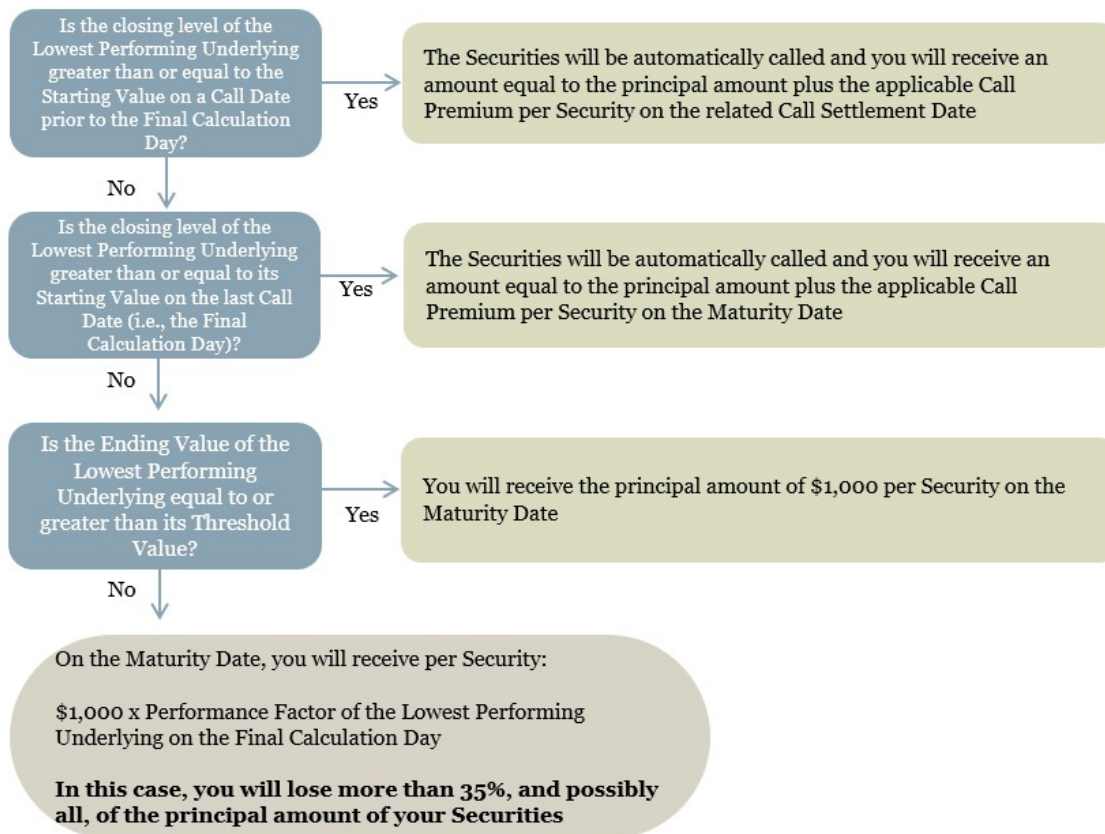 Is the closing level of the
Lowest Performing Underlying
greater than or equal to the
Starting Value on a Call Date
prior to the Final Calculation
Day?
Yes
The Securities will be automatically called and you will receive an
amount equal to the principal amount plus the applicable Call
Premium per Security on the related Call Settlement Date
No
Is the closing level of the
Lowest Performing Underlying
greater than or equal to its
Starting Value on the last Call
Date (i.e., the Final
Calculation Day)?
Yes
The Securities will be automatically called and you will receive an
amount equal to the principal amount plus the applicable Call
Premium per Security on the Maturity Date
No
Is the Ending Value of the
Lowest Performing
Underlying equal to or
greater than its Threshold
Value?
Yes
You will receive the principal amount of $1,000 per Security on the
Maturity Date
No
On the Maturity Date, you will receive per Security:
$1,000 x Performance Factor of the Lowest Performing
Underlying on the Final Calculation Day
In this case, you will lose more than 35%, and possibly
all, of the principal amount of your Securities